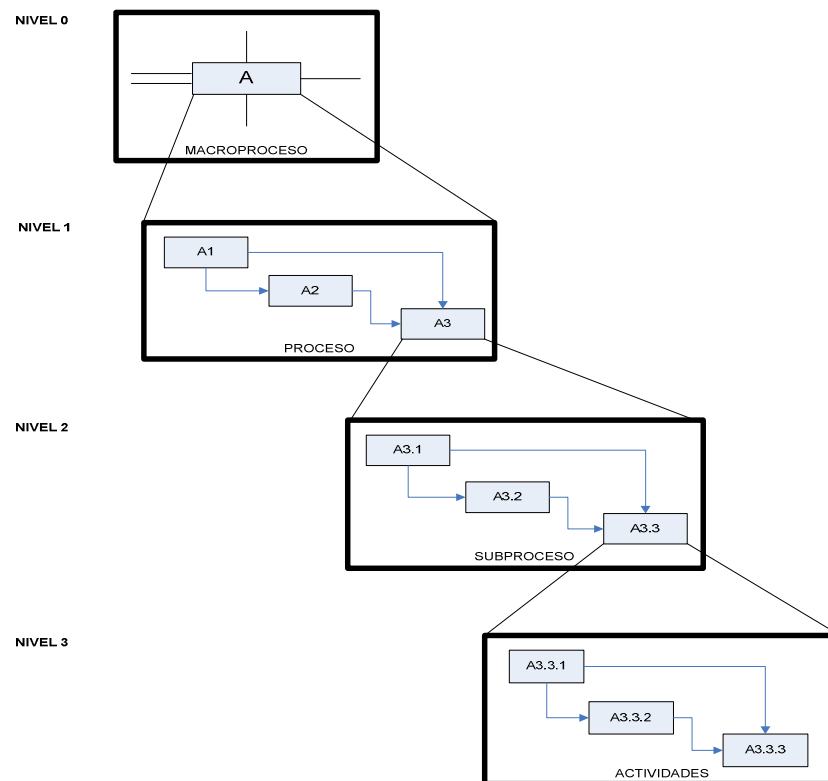 NIVEL 0
A
MACROPROCESO
NIVEL 1
A1
A2
A3
PROCESO
NIVEL 2
A3.1
A3.2
A3.3
SUBPROCESO
NIVEL 3
A3.3.1
A3.3.2
A3.3.3
ACTIVIDADES